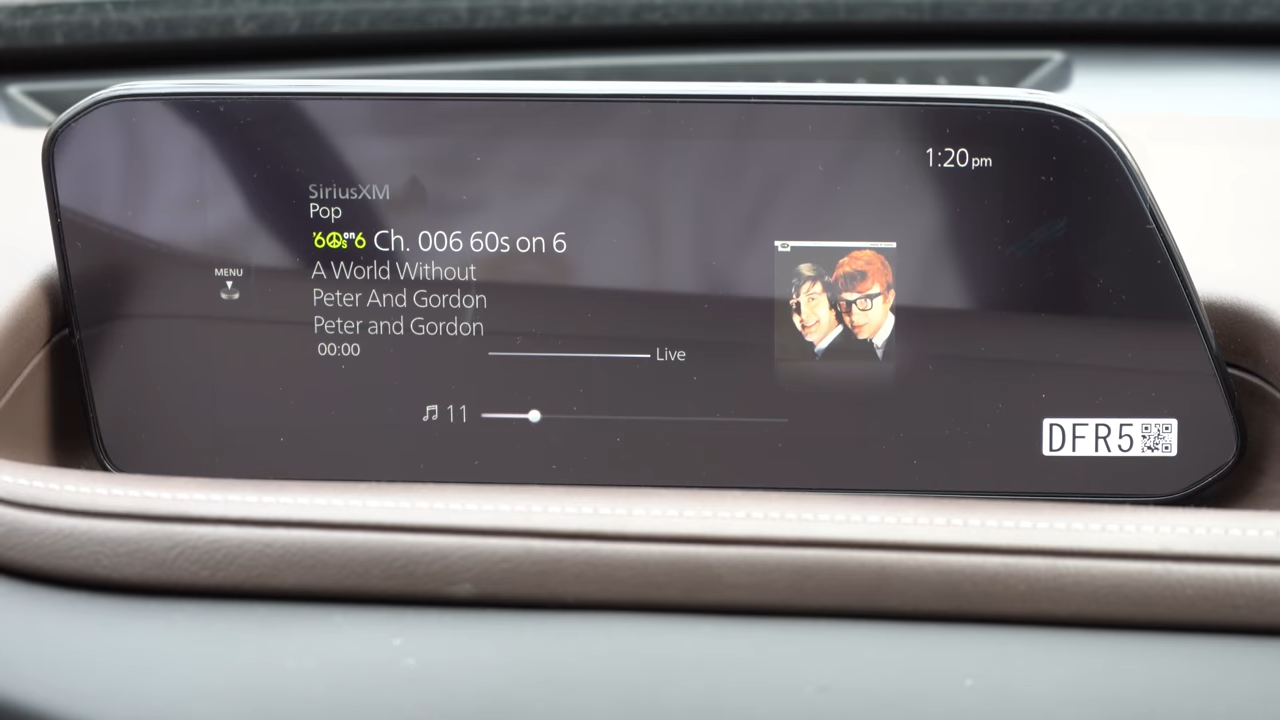 1:20pm
SiriusXM
Pop
'60s on 6 Ch. 006 60s on 6
MENU
A World Without
Peter And Gordon
Peter and Gordon
00:00
Live
11
DFR5